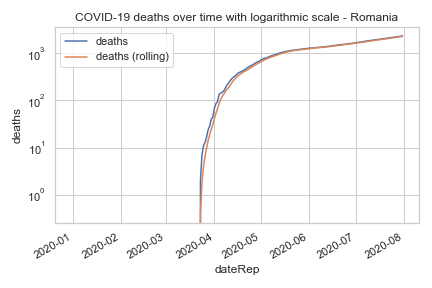 COVID-19 deaths over time with logarithmic scale - Romania
deaths
deaths (rolling)
10³
10²
10¹
10⁰
deaths
2020-01
2020-02
2020-03
2020-04
2020-05
2020-06
2020-07
2020-08
dateRep